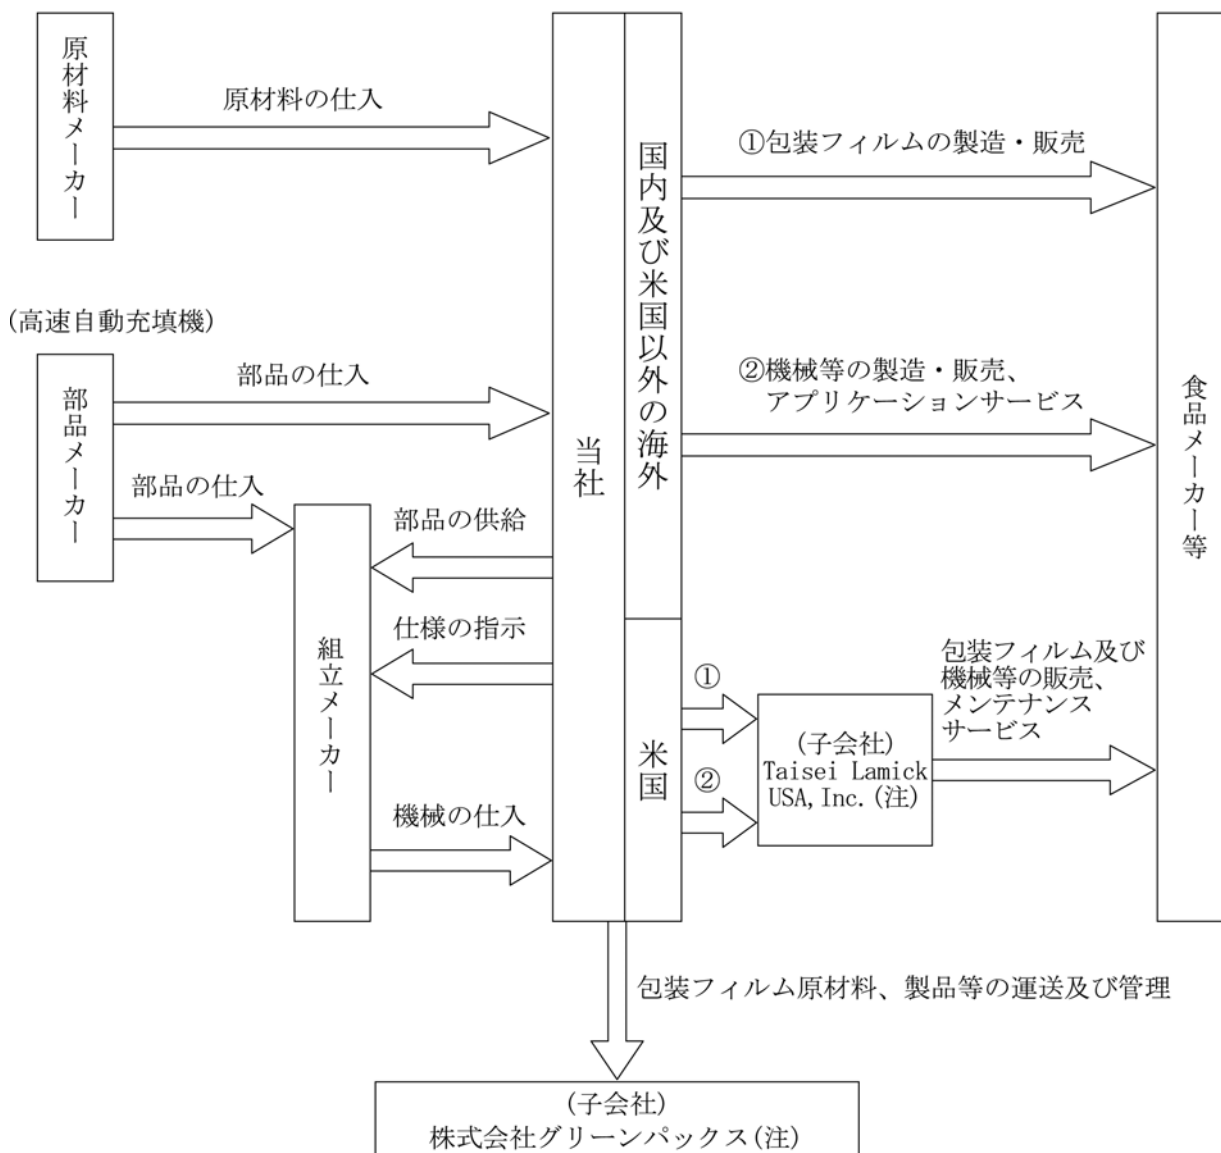 原材料メーカー
原材料の仕入
(高速自動充填機)
部品メーカー
部品の仕入
部品の仕入
組立メーカー
部品の供給
仕様の指示
機械の仕入
当社
国内及び米国以外の海外
米国
①包装フィルムの製造・販売
②機械等の製造・販売、
アプリケーションサービス
①
②
(子会社)
Taisei Lamick
USA,Inc.(注)
包装フィルム及び
機械等の販売、
メンテナンス
サービス
食品メーカー等
包装フィルム原材料、製品等の運送及び管理
(子会社)
株式会社グリーンパックス(注)